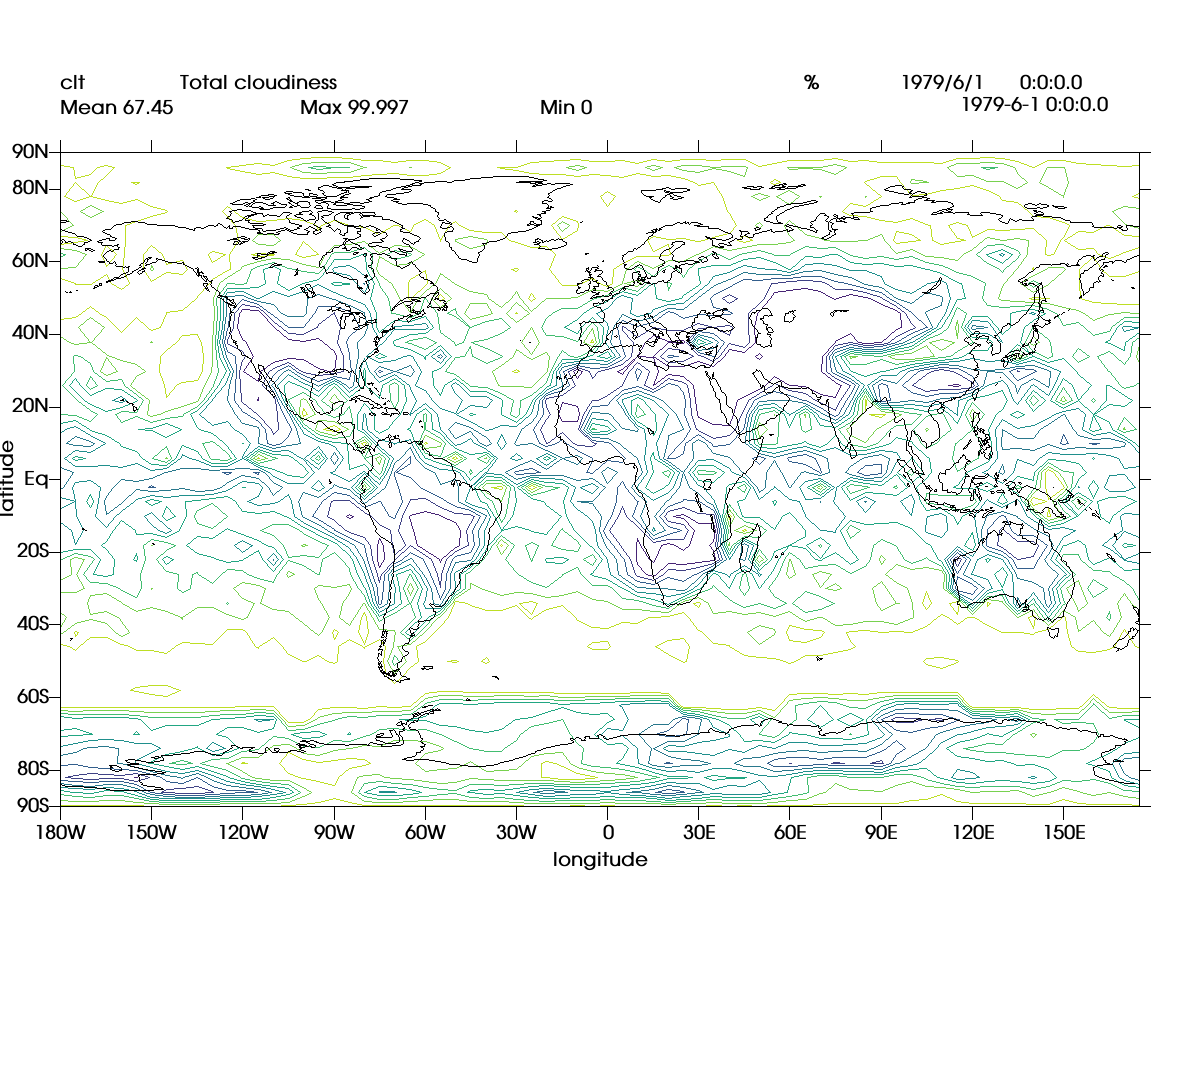 clt Total cloudiness % 1979/6/1 0:0:0.0
Mean 67.45 Max 99.997 Min 0 1979-6-1 0:0:0.0
90N
80N
60N
40N
20N
Eq
20S
40S
60S
80S
90S
latitude
180W 150W 120W 90W 60W 30W 0 30E 60E 90E 120E 150E
longitude